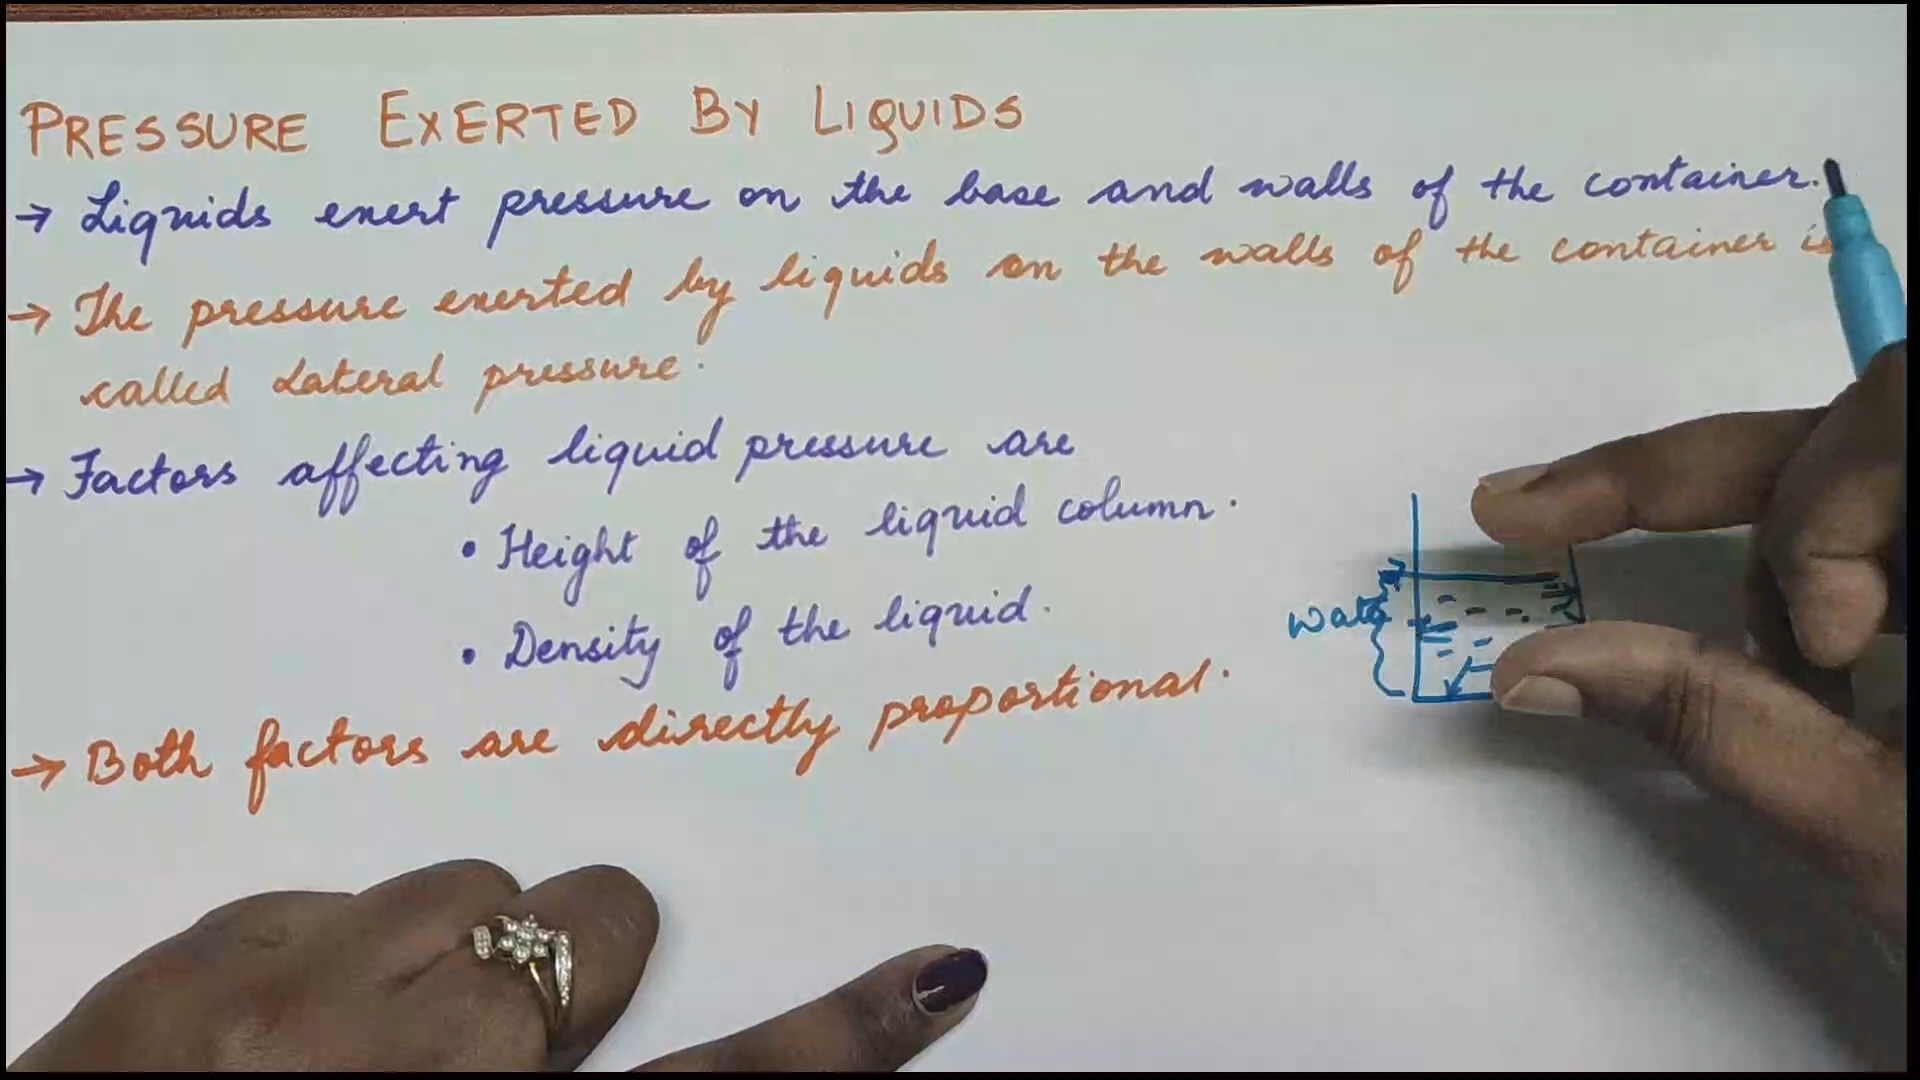 PRESSURE EXERTED BY LIQUIDS
→ Liquids exert pressure on the base and walls of the container.
→ The pressure exerted by liquids on the walls of the container is
called Lateral pressure.
→ Factors affecting liquid pressure are
• Height of the liquid column.
• Density of the liquid.
→ Both factors are directly proportional.